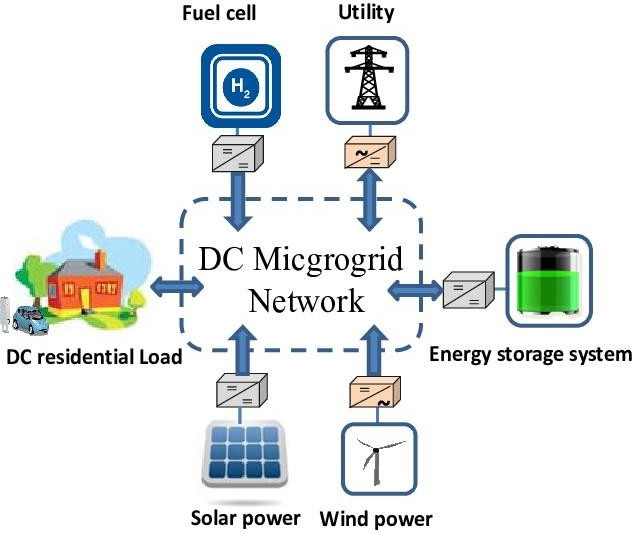 Fuel cell
Utility
H2
~
DC Micgrogrid
Network
DC residential Load
Energy storage system
~
Solar power
Wind power